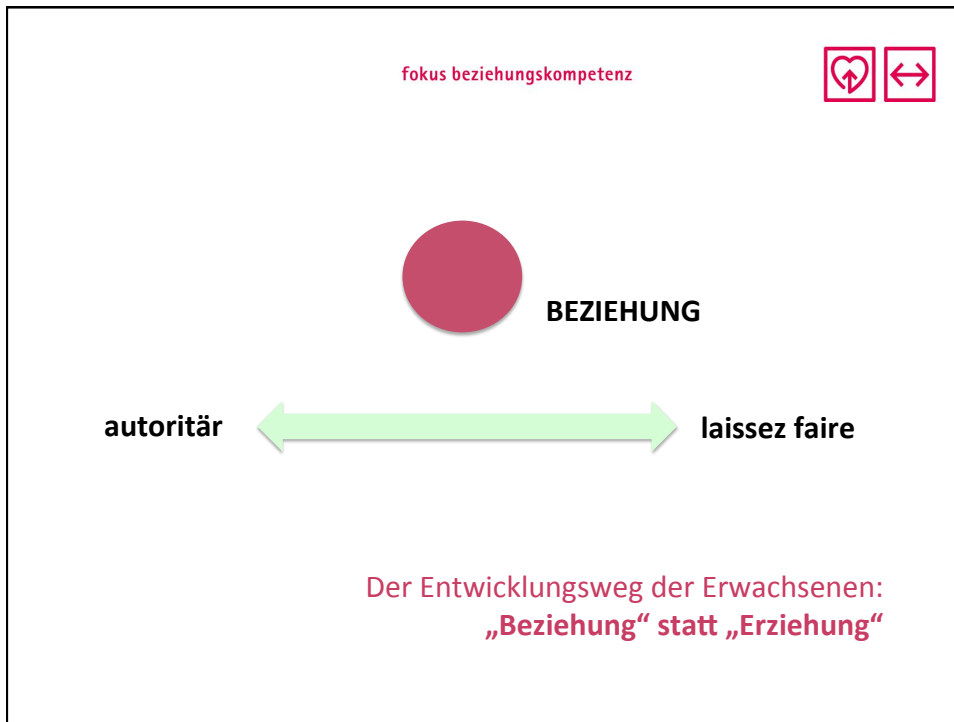 fokus beziehungskompetenz
BEZIEHUNG
autoritär
laissez faire
Der Entwicklungsweg der Erwachsenen:
„Beziehung“ statt „Erziehung“